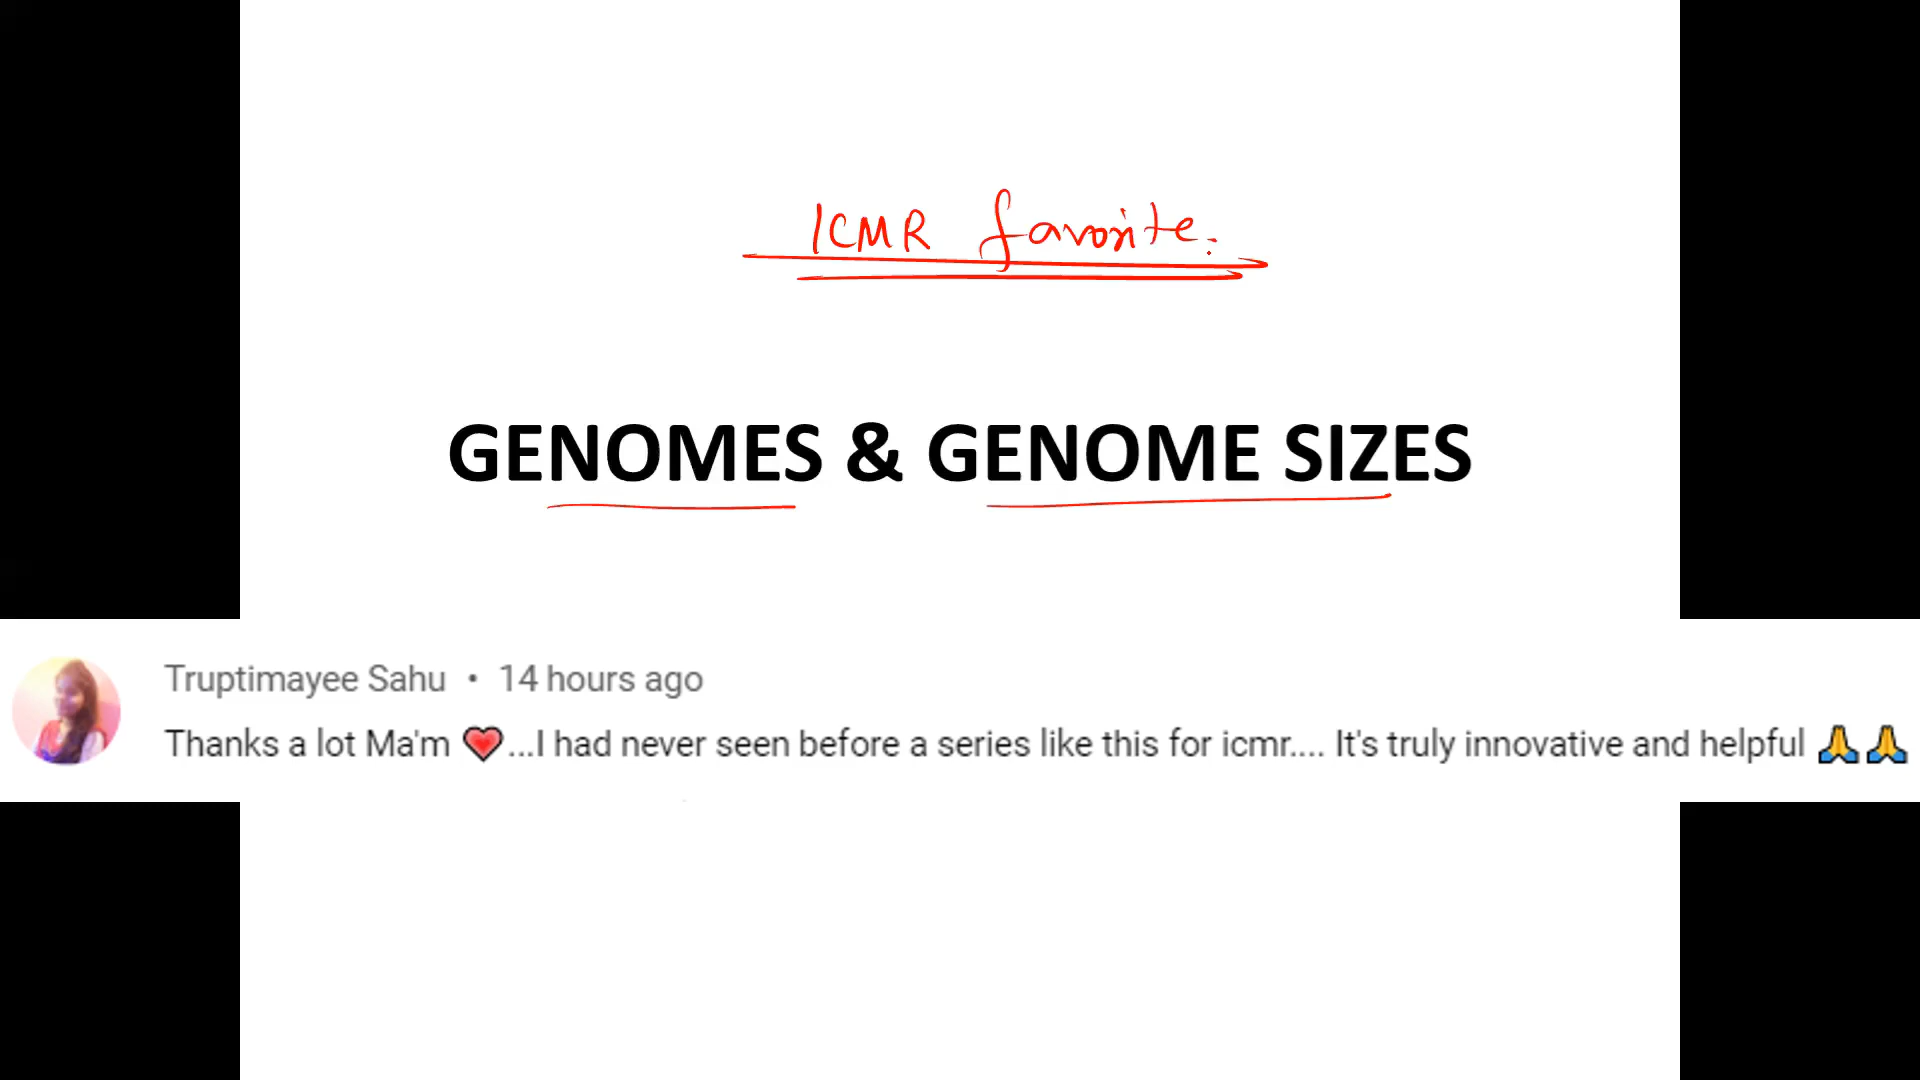 ICMR favorite.
GENOMES & GENOME SIZES
Truptimayee Sahu • 14 hours ago
Thanks a lot Ma'm ❤️...I had never seen before a series like this for icmr.... It's truly innovative and helpful 🙏🙏